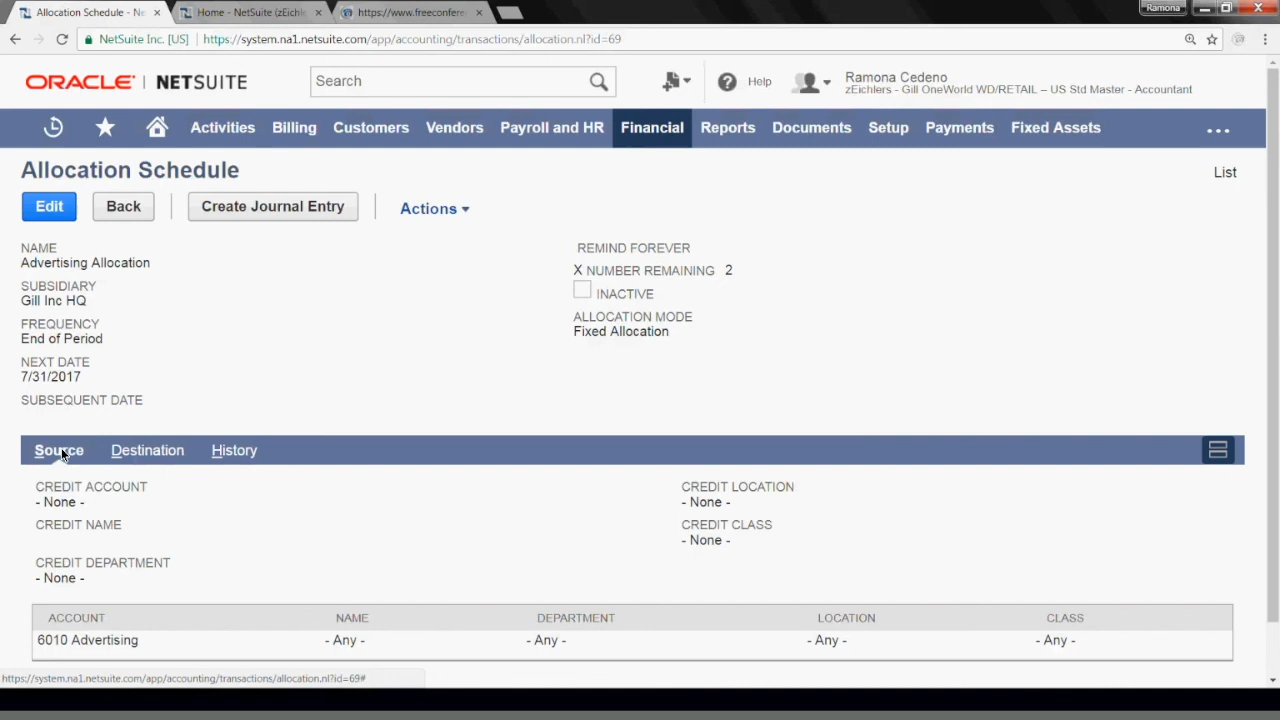 Allocation Schedule - Ne
Home - NetSuite (zEichle
https://www.freeconfere
Ramona
NetSuite Inc. [US] | https://system.na1.netsuite.com/app/accounting/transactions/allocation.nl?id=69
ORACLE | NETSUITE
Search
Help
Ramona Cedeno
zEichlers - Gill OneWorld WD/RETAIL – US Std Master - Accountant
Activities Billing Customers Vendors Payroll and HR Financial Reports Documents Setup Payments Fixed Assets
Allocation Schedule
List
Edit Back Create Journal Entry Actions
NAME
Advertising Allocation
SUBSIDIARY
Gill Inc HQ
FREQUENCY
End of Period
NEXT DATE
7/31/2017
SUBSEQUENT DATE
REMIND FOREVER
X NUMBER REMAINING 2
INACTIVE
ALLOCATION MODE
Fixed Allocation
Source Destination History
CREDIT ACCOUNT
- None -
CREDIT NAME
CREDIT DEPARTMENT
- None -
CREDIT LOCATION
- None -
CREDIT CLASS
- None -
ACCOUNT NAME DEPARTMENT LOCATION CLASS
6010 Advertising - Any - - Any - - Any - - Any -
https://system.na1.netsuite.com/app/accounting/transactions/allocation.nl?id=69#